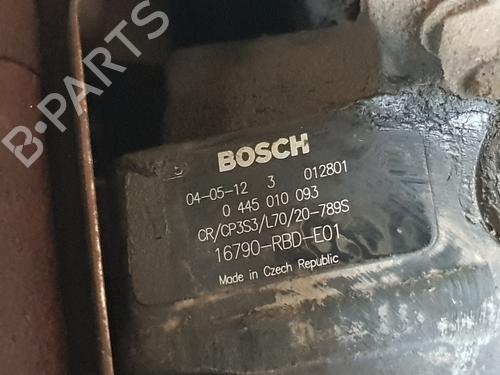 B-PARTS
BOSCH
04-05-12 3 012801
0 445 010 093
CR/CP3S3/L70/20-789S
16790-RBD-E01
Made in Czech Republic